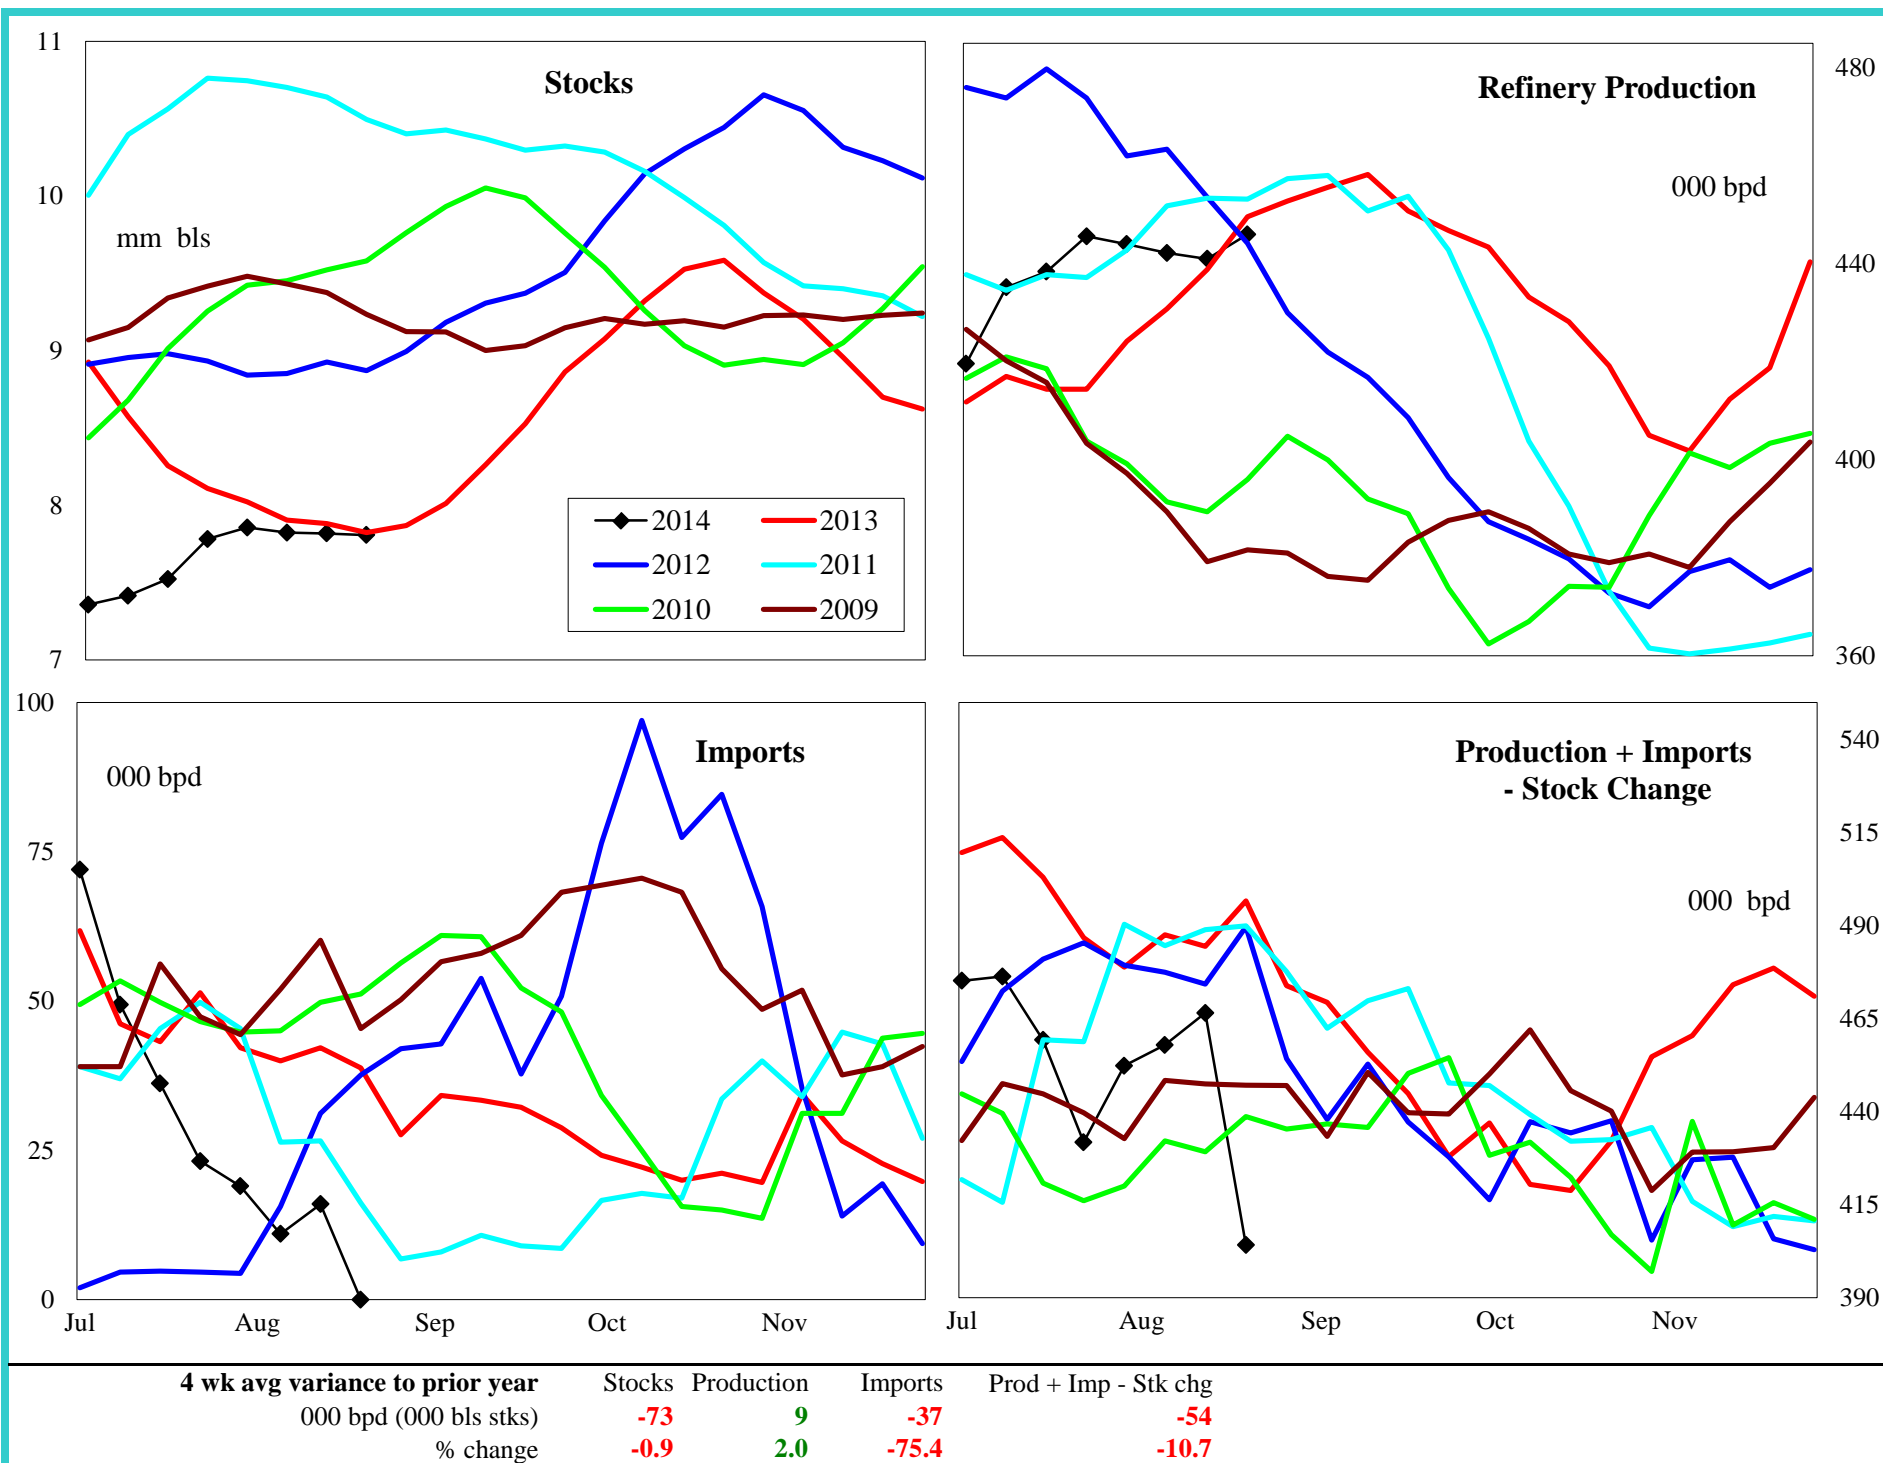 Stocks
mm bls
11
10
9
8
7
2014 2013
2012 2011
2010 2009
Refinery Production
000 bpd
480
440
400
360
Imports
000 bpd
100
75
50
25
0
Jul Aug Sep Oct Nov
Production + Imports
- Stock Change
000 bpd
540
515
490
465
440
415
390
Jul Aug Sep Oct Nov
4 wk avg variance to prior year Stocks Production Imports Prod + Imp - Stk chg
000 bpd (000 bls stks) -73 9 -37 -54
% change -0.9 2.0 -75.4 -10.7